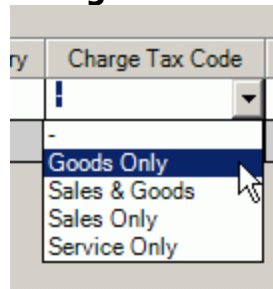 ry Charge Tax Code
-
-
Goods Only
Sales & Goods
Sales Only
Service Only